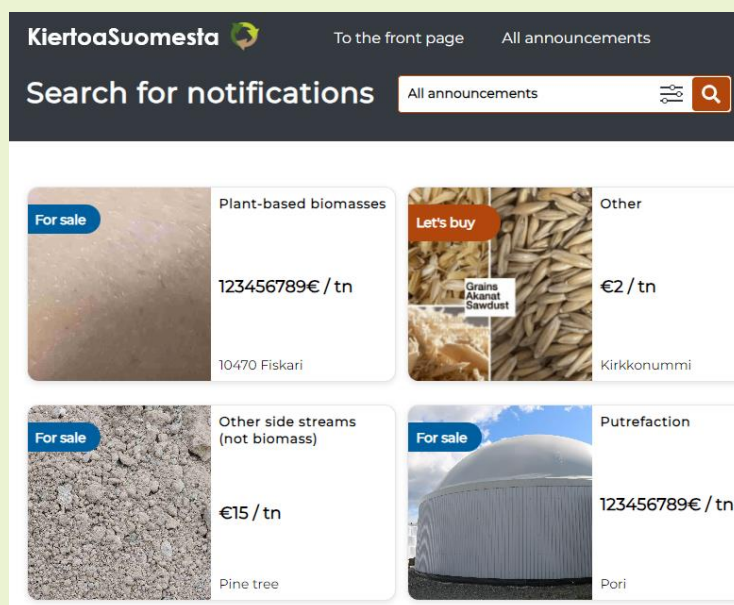 KiertoaSuomesta
To the front page
All announcements
Search for notifications
All announcements
For sale
Plant-based biomasses
123456789€ / tn
10470 Fiskari
Let's buy
Grains
Akanat
Sawdust
Other
€2 / tn
Kirkkonummi
For sale
Other side streams
(not biomass)
€15 / tn
Pine tree
For sale
Putrefaction
123456789€ / tn
Pori